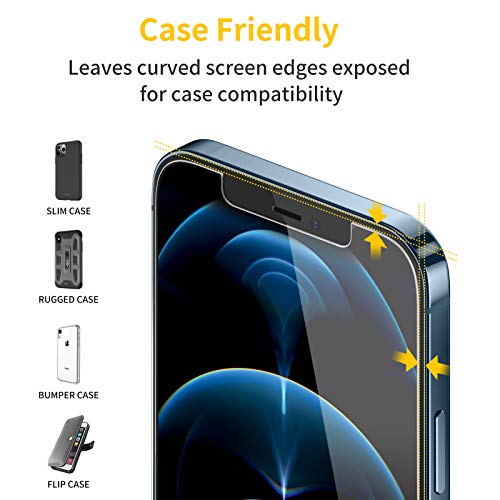 Case Friendly
Leaves curved screen edges exposed
for case compatibility
SLIM CASE
RUGGED CASE
BUMPER CASE
FLIP CASE